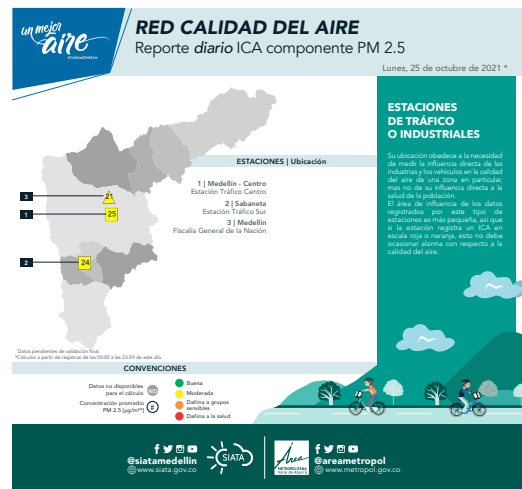 un mejor
aire
#CalidadDelAire
RED CALIDAD DEL AIRE
Reporte diario ICA componente PM 2.5
Lunes, 25 de octubre de 2021 *
ESTACIONES | Ubicación
1 | Medellín - Centro
Estación Tráfico Centro
2 | Sabaneta
Estación Tráfico Sur
3 | Medellín
Fiscalía General de la Nación
3
21
1
25
2
24
Datos pendientes de validación final.
*Cálculos a partir de registros de las 00:00 a las 23:59 de este día.
ESTACIONES
DE TRÁFICO
O INDUSTRIALES
Su ubicación obedece a la necesidad
de medir la influencia directa de las
industrias y los vehículos en la calidad
del aire de una zona en particular,
mas no de su influencia directa a la
salud de la población.
El área de influencia de los datos
registrados por este tipo de
estaciones es más pequeña, así que
si la estación registra un ICA en
escala roja o naranja, esto no debe
ocasionar alarma con respecto a la
calidad del aire.
CONVENCIONES
Datos no disponibles
para el cálculo
ND
Concentración promedio
PM 2.5 [µg/m³*]
#
Buena
Moderada
Dañina a grupos
sensibles
Dañina a la salud
@siatamedellin
www.siata.gov.co
SIATA
Área
METROPOLITANA
Valle de Aburrá
@areametropol
www.metropol.gov.co